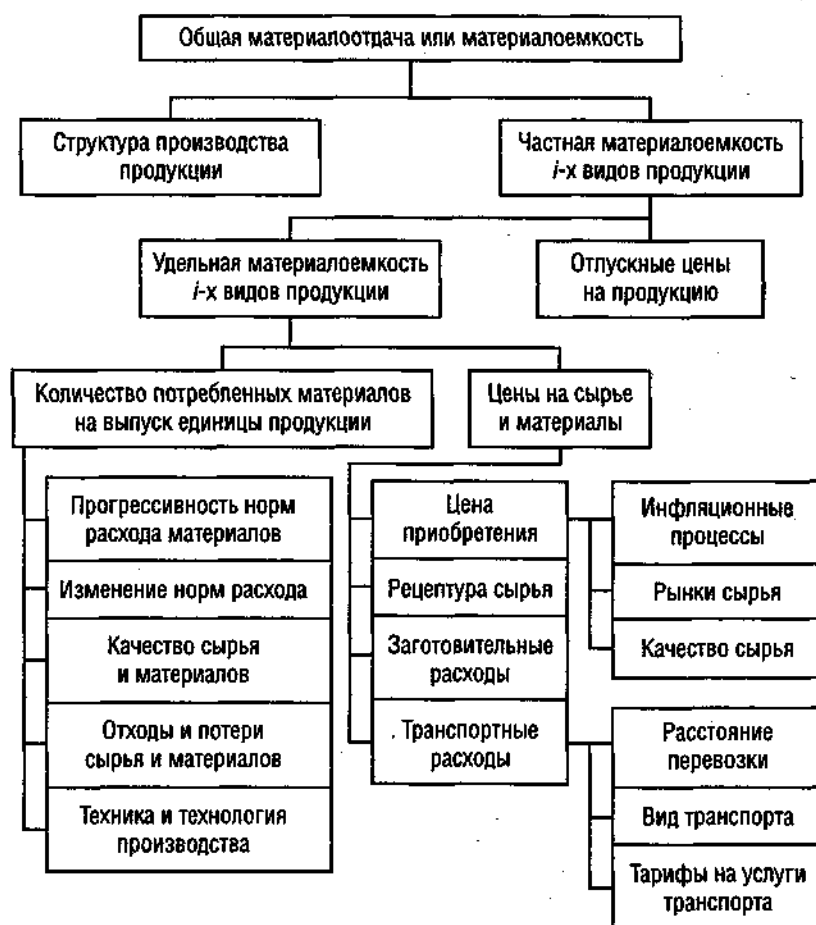 Общая материалоотдача или материалоемкость
Структура производства
продукции
Частная материалоемкость
i-х видов продукции
Удельная материалоемкость
i-х видов продукции
Отпускные цены
на продукцию
Количество потребленных материалов
на выпуск единицы продукции
Цены на сырье
и материалы
Прогрессивность норм
расхода материалов
Изменение норм расхода
Качество сырья
и материалов
Отходы и потери
сырья и материалов
Техника и технология
производства
Цена
приобретения
Рецептура сырья
Заготовительные
расходы
Транспортные
расходы
Инфляционные
процессы
Рынки сырья
Качество сырья
Расстояние
перевозки
Вид транспорта
Тарифы на услуги
транспорта